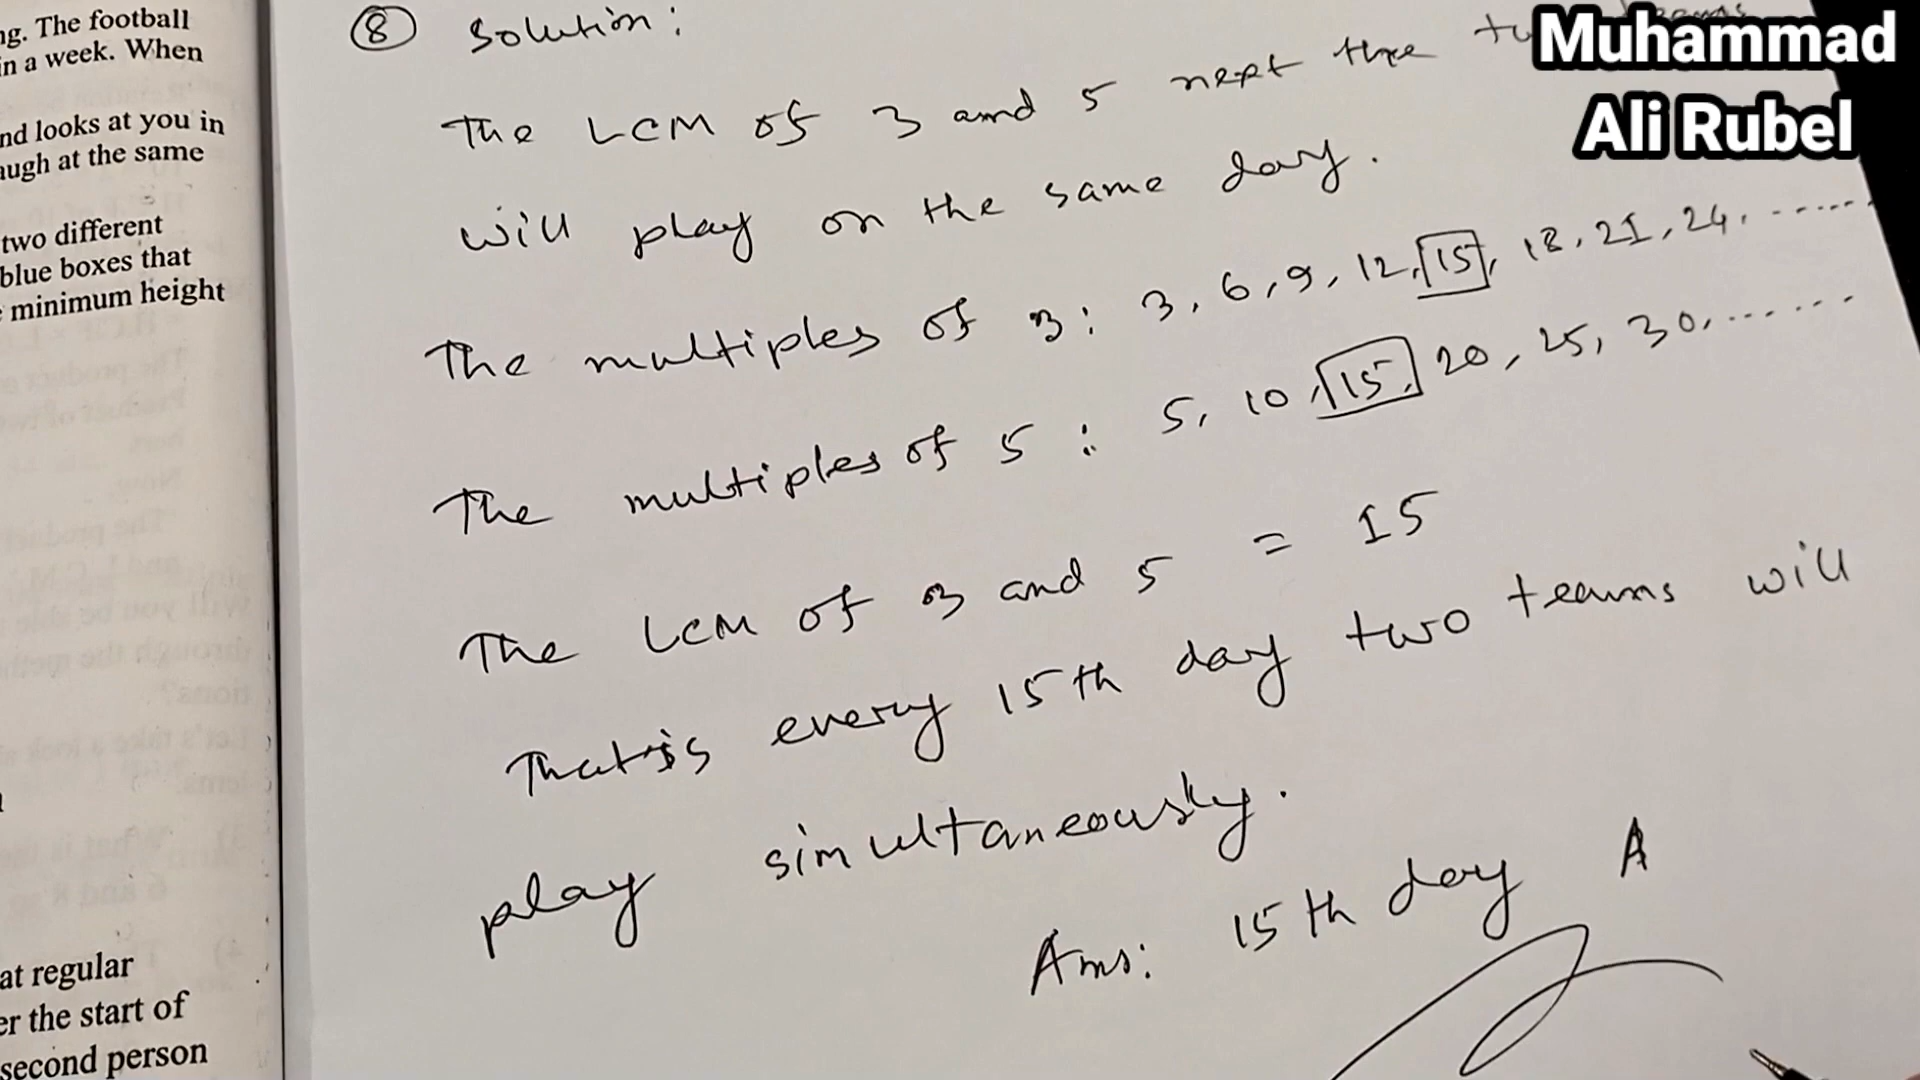 ng. The football
in a week. When
nd looks at you in
augh at the same
two different
blue boxes that
minimum height
at regular
er the start of
second person
Muhammad
Ali Rubel
8 Solution:
The LCM of 3 and 5 next the
will play on the same day.
The multiples of 3: 3, 6, 9, 12, 15, 18, 21, 24, ......
The multiples of 5: 5, 10, 15, 20, 25, 30, ......
The LCM of 3 and 5 = 15
That is every 15th day two teams will
play simultaneously.
Ans: 15th day A